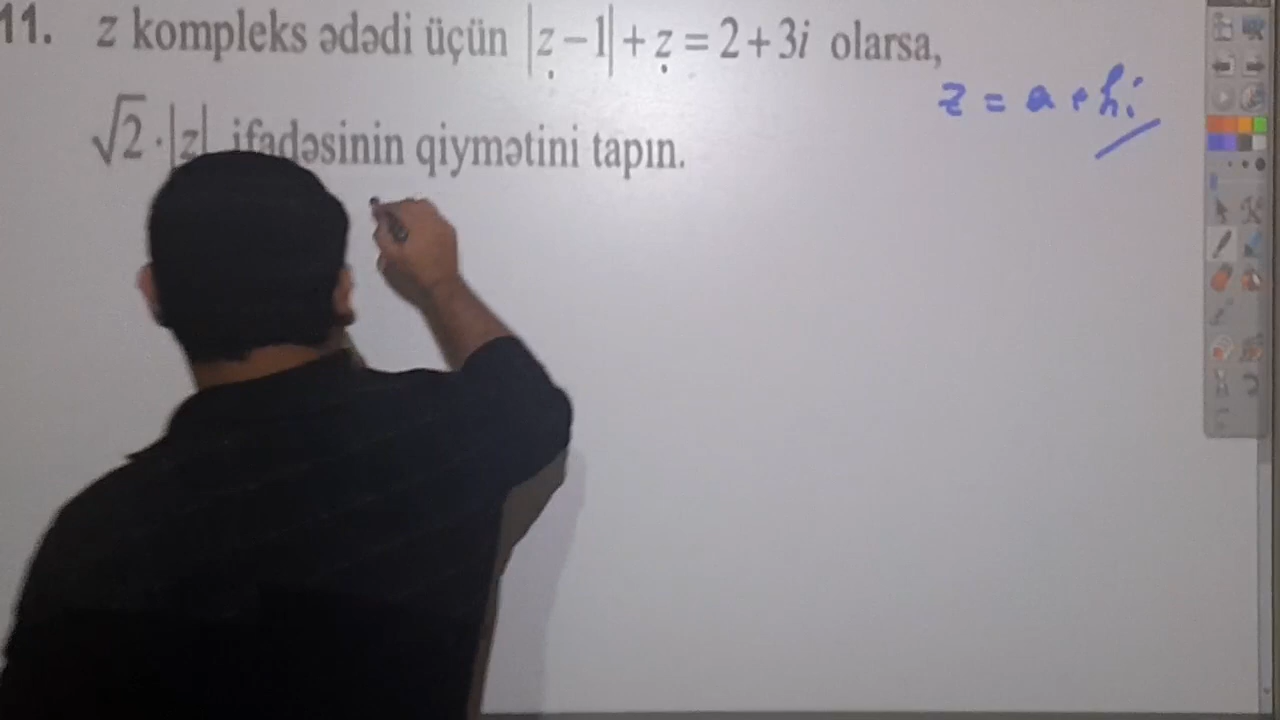 11. z kompleks ədədi üçün |z − 1| + z = 2 + 3i olarsa,
z = a + bi
√2 · |z| ifadəsinin qiymətini tapın.